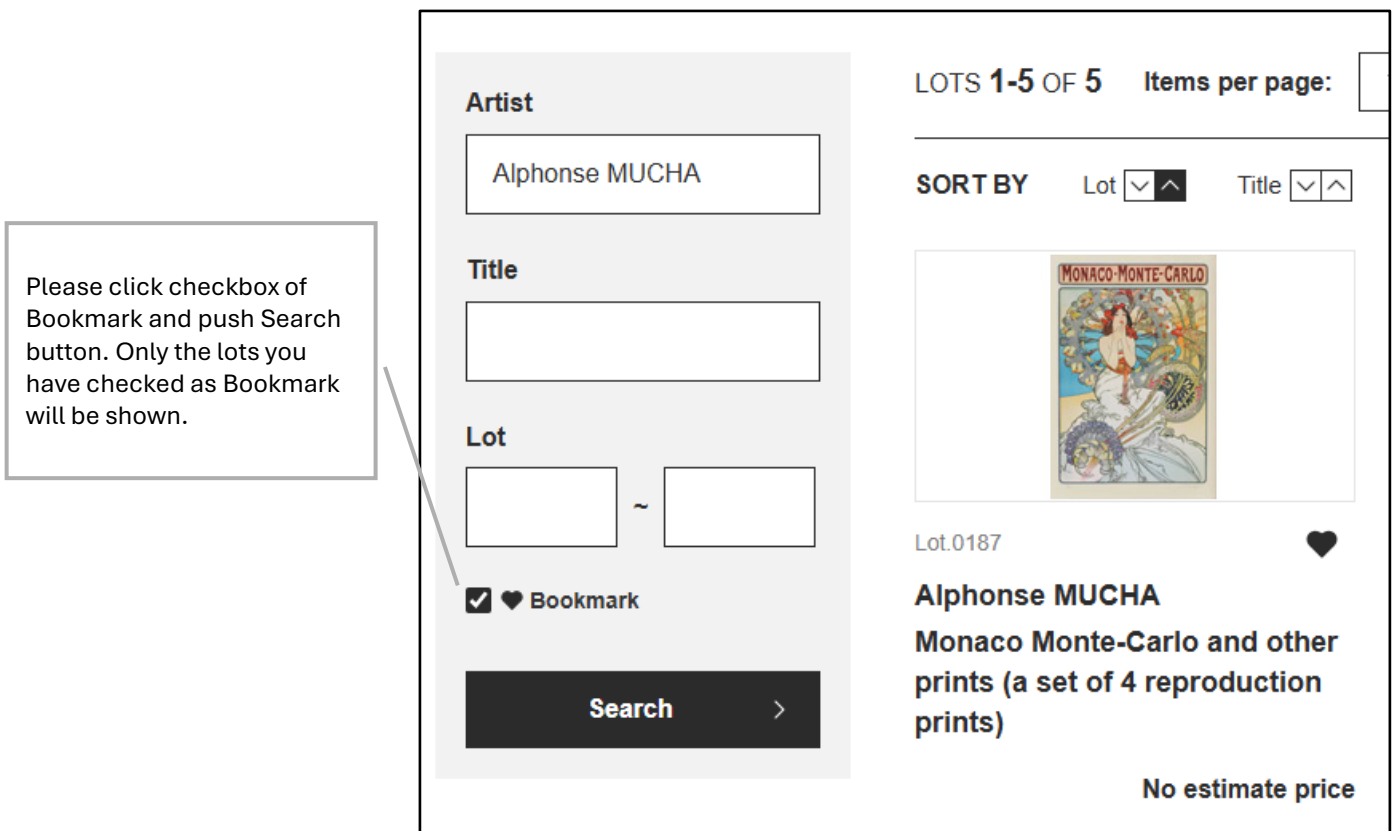 Please click checkbox of
Bookmark and push Search
button. Only the lots you
have checked as Bookmark
will be shown.
Artist
Alphonse MUCHA
Title
Lot
~
Bookmark
Search
LOTS 1-5 OF 5 Items per page:
SORT BY Lot Title
MONACO·MONTE-CARLO
Lot.0187
Alphonse MUCHA
Monaco Monte-Carlo and other
prints (a set of 4 reproduction
prints)
No estimate price